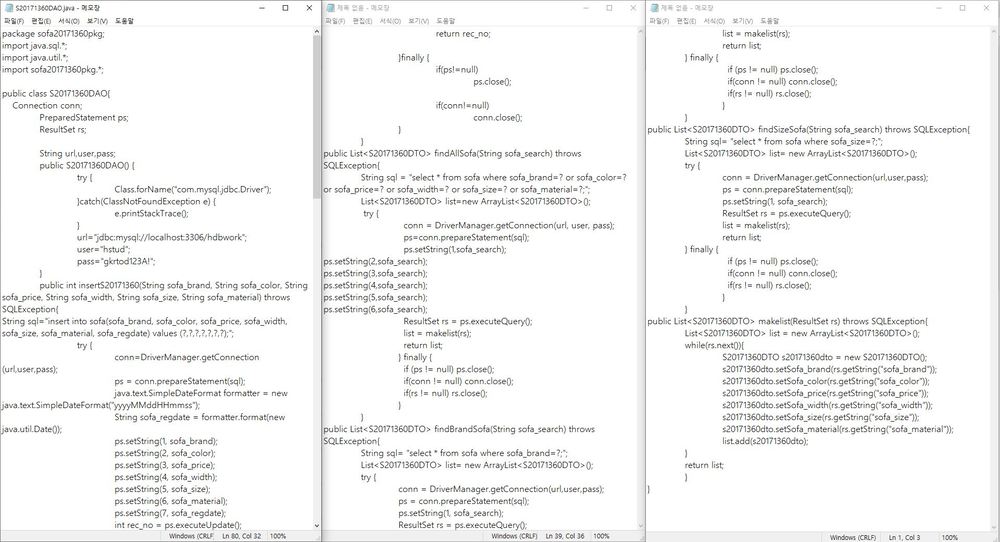 S20171360DAO.java - 메모장
파일(F) 편집(E) 서식(O) 보기(V) 도움말
package sofa20171360pkg;
import java.sql.*;
import java.util.*;
import sofa20171360pkg.*;
public class S20171360DAO{
Connection conn;
PreparedStatement ps;
ResultSet rs;
String url,user,pass;
public S20171360DAO() {
try {
Class.forName("com.mysql.jdbc.Driver");
}catch(ClassNotFoundException e) {
e.printStackTrace();
}
url="jdbc:mysql://localhost:3306/hdbwork";
user="hstud";
pass="gkrtod123A!";
}
public int insertS20171360(String sofa_brand, String sofa_color, String
sofa_price, String sofa_width, String sofa_size, String sofa_material) throws
SQLException{
String sql="insert into sofa(sofa_brand, sofa_color, sofa_price, sofa_width,
sofa_size, sofa_material, sofa_regdate) values (?,?,?,?,?,?,?);";
try {
conn=DriverManager.getConnection
(url,user,pass);
ps = conn.prepareStatement(sql);
java.text.SimpleDateFormat formatter = new
java.text.SimpleDateFormat("yyyyMMddHHmmss");
String sofa_regdate = formatter.format(new
java.util.Date());
ps.setString(1, sofa_brand);
ps.setString(2, sofa_color);
ps.setString(3, sofa_price);
ps.setString(4, sofa_width);
ps.setString(5, sofa_size);
ps.setString(6, sofa_material);
ps.setString(7, sofa_regdate);
int rec_no = ps.executeUpdate();
Windows (CRLF) Ln 80, Col 32 100%
제목 없음 - 메모장
파일(F) 편집(E) 서식(O) 보기(V) 도움말
return rec_no;
}finally {
if(ps!=null)
ps.close();
if(conn!=null)
conn.close();
}
}
public List<S20171360DTO> findAllSofa(String sofa_search) throws
SQLException{
String sql = "select * from sofa where sofa_brand=? or sofa_color=?
or sofa_price=? or sofa_width=? or sofa_size=? or sofa_material=?;";
List<S20171360DTO> list=new ArrayList<S20171360DTO>();
try {
conn = DriverManager.getConnection(url, user, pass);
ps=conn.prepareStatement(sql);
ps.setString(1,sofa_search);
ps.setString(2,sofa_search);
ps.setString(3,sofa_search);
ps.setString(4,sofa_search);
ps.setString(5,sofa_search);
ps.setString(6,sofa_search);
ResultSet rs = ps.executeQuery();
list = makelist(rs);
return list;
} finally {
if (ps != null) ps.close();
if(conn != null) conn.close();
if(rs != null) rs.close();
}
}
public List<S20171360DTO> findBrandSofa(String sofa_search) throws
SQLException{
String sql= "select * from sofa where sofa_brand=?;";
List<S20171360DTO> list= new ArrayList<S20171360DTO>();
try {
conn = DriverManager.getConnection(url,user,pass);
ps = conn.prepareStatement(sql);
ps.setString(1, sofa_search);
ResultSet rs = ps.executeQuery();
Windows (CRLF) Ln 39, Col 36 100%
제목 없음 - 메모장
파일(F) 편집(E) 서식(O) 보기(V) 도움말
list = makelist(rs);
return list;
} finally {
if (ps != null) ps.close();
if(conn != null) conn.close();
if(rs != null) rs.close();
}
}
public List<S20171360DTO> findSizeSofa(String sofa_search) throws SQLException{
String sql= "select * from sofa where sofa_size=?;";
List<S20171360DTO> list= new ArrayList<S20171360DTO>();
try {
conn = DriverManager.getConnection(url,user,pass);
ps = conn.prepareStatement(sql);
ps.setString(1, sofa_search);
ResultSet rs = ps.executeQuery();
list = makelist(rs);
return list;
} finally {
if (ps != null) ps.close();
if(conn != null) conn.close();
if(rs != null) rs.close();
}
}
public List<S20171360DTO> makelist(ResultSet rs) throws SQLException{
List<S20171360DTO> list = new ArrayList<S20171360DTO>();
while(rs.next()){
S20171360DTO s20171360dto = new S20171360DTO();
s20171360dto.setSofa_brand(rs.getString("sofa_brand"));
s20171360dto.setSofa_color(rs.getString("sofa_color"));
s20171360dto.setSofa_price(rs.getString("sofa_price"));
s20171360dto.setSofa_width(rs.getString("sofa_width"));
s20171360dto.setSofa_size(rs.getString("sofa_size"));
s20171360dto.setSofa_material(rs.getString("sofa_material"));
list.add(s20171360dto);
}
return list;
}
}
Windows (CRLF) Ln 1, Col 3 100%